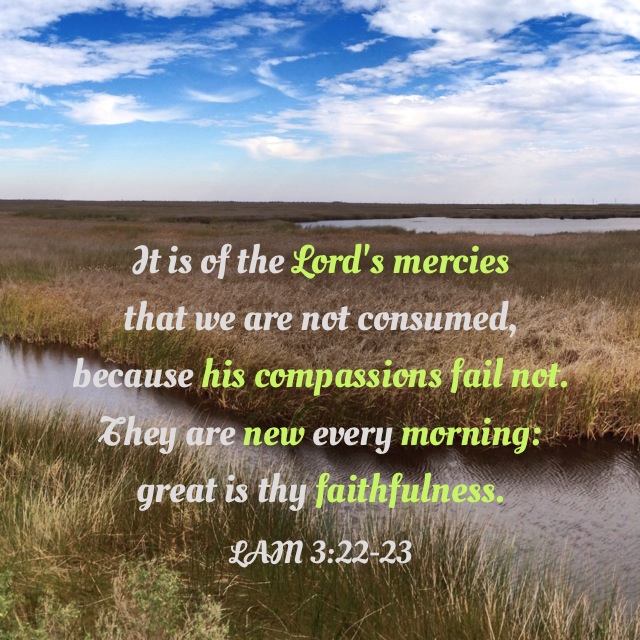 It is of the Lord's mercies
that we are not consumed,
because his compassions fail not.
They are new every morning:
great is thy faithfulness.
LAM 3:22-23